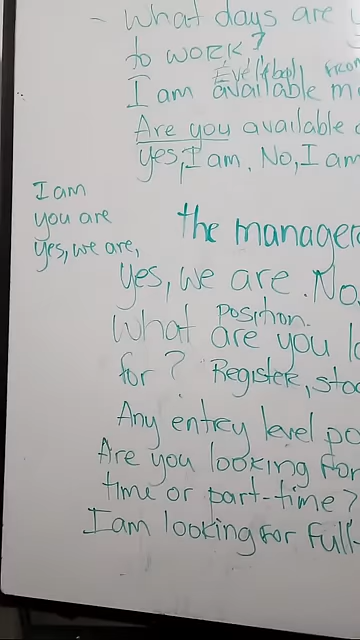 - What days are
to work?
Eveileibol from
I am available
Are you available
yes, I am. No, I am
I am
you are
yes, we are,
the manager
yes, we are. No
Position.
What are you
for? Register, sto
Any entry level po
Are you looking for
time or part-time?
I am looking for full-